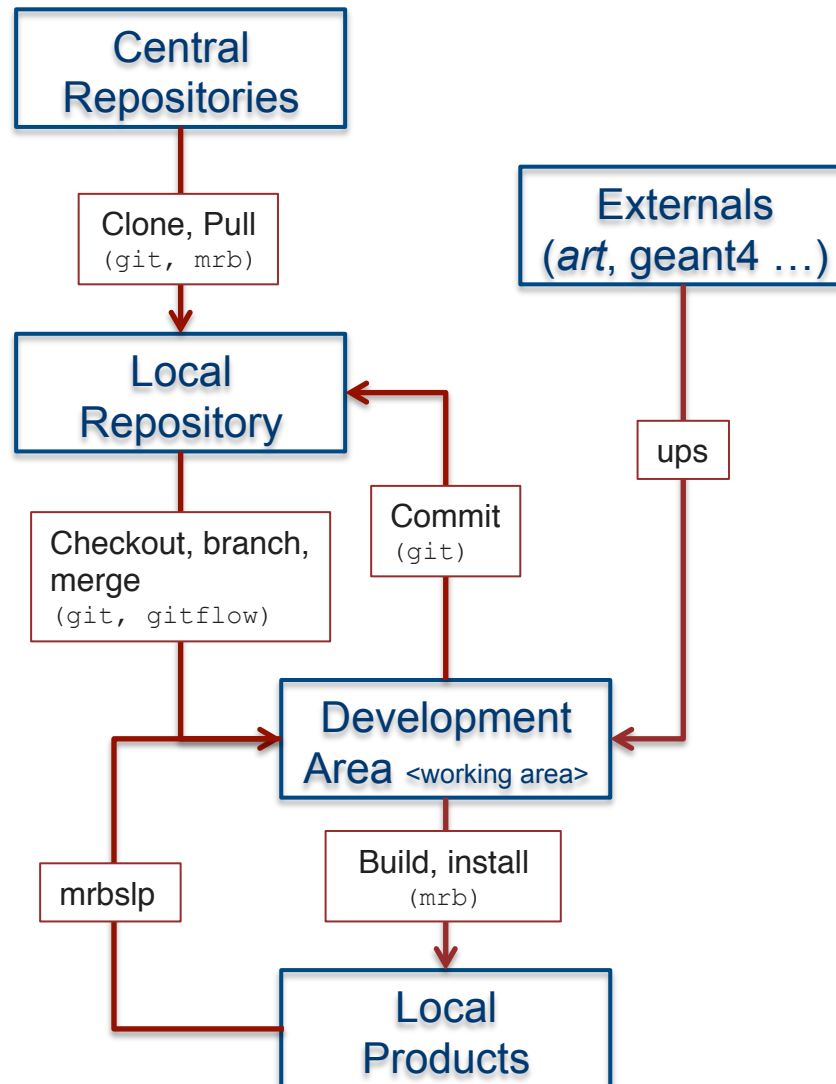 Central
Repositories
Clone, Pull
(git, mrb)
Externals
(art, geant4 …)
Local
Repository
ups
Commit
(git)
Checkout, branch,
merge
(git, gitflow)
Development
Area <working area>
Build, install
(mrb)
mrbslp
Local
Products